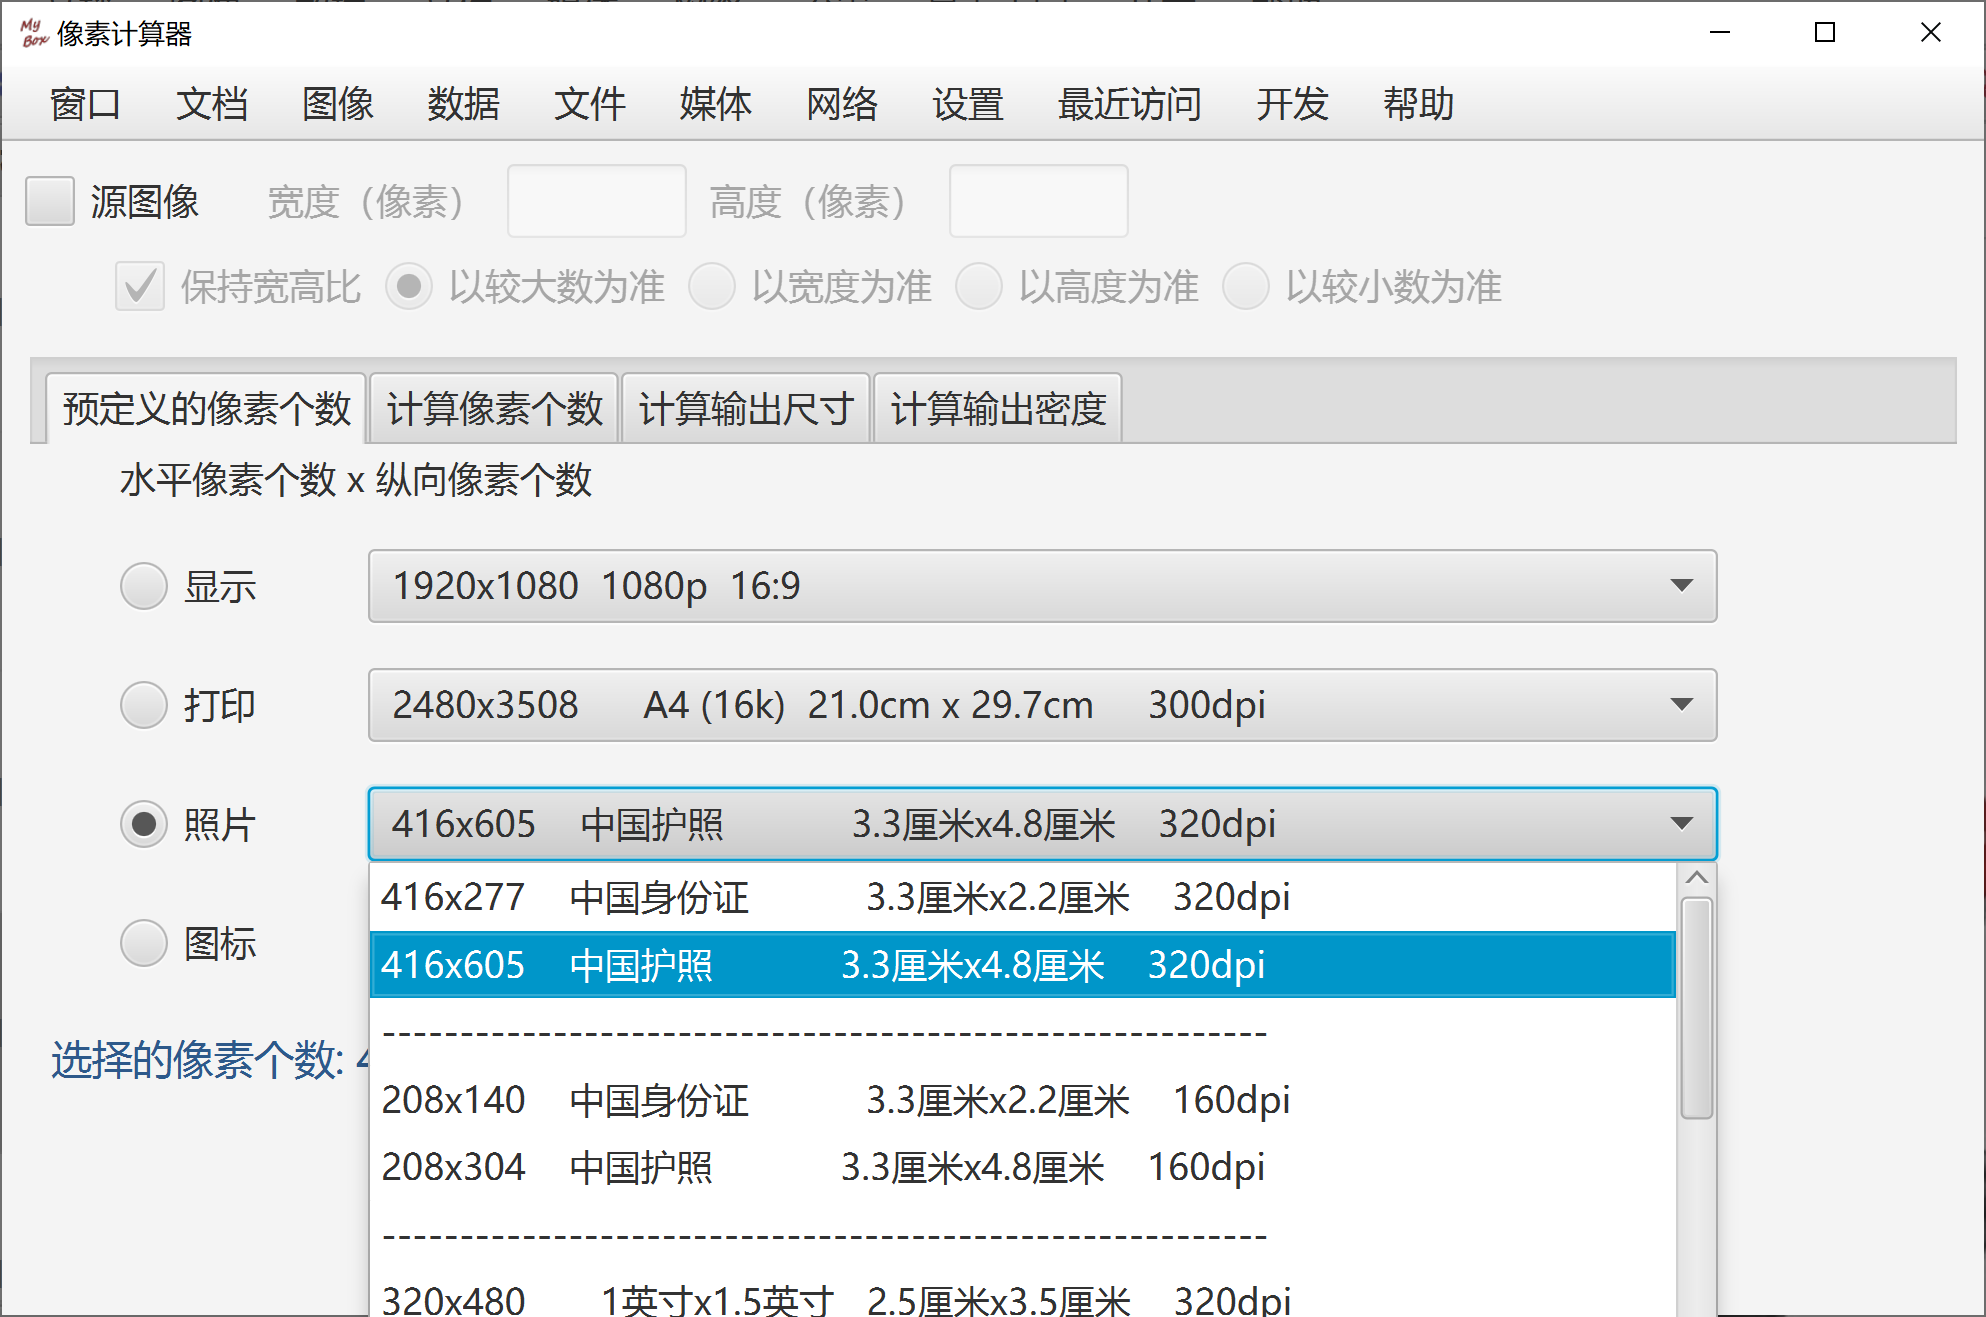 My Box 像素计算器
窗口 文档 图像 数据 文件 媒体 网络 设置 最近访问 开发 帮助
源图像 宽度（像素） 高度（像素）
保持宽高比 以较大数为准 以宽度为准 以高度为准 以较小数为准
预定义的像素个数 计算像素个数 计算输出尺寸 计算输出密度
水平像素个数 x 纵向像素个数
显示 1920x1080 1080p 16:9
打印 2480x3508 A4 (16k) 21.0cm x 29.7cm 300dpi
照片 416x605 中国护照 3.3厘米x4.8厘米 320dpi
416x277 中国身份证 3.3厘米x2.2厘米 320dpi
图标
416x605 中国护照 3.3厘米x4.8厘米 320dpi
----------------------------------------------------------
选择的像素个数: 4
208x140 中国身份证 3.3厘米x2.2厘米 160dpi
208x304 中国护照 3.3厘米x4.8厘米 160dpi
----------------------------------------------------------
320x480 1英寸x1.5英寸 2.5厘米x3.5厘米 320dpi